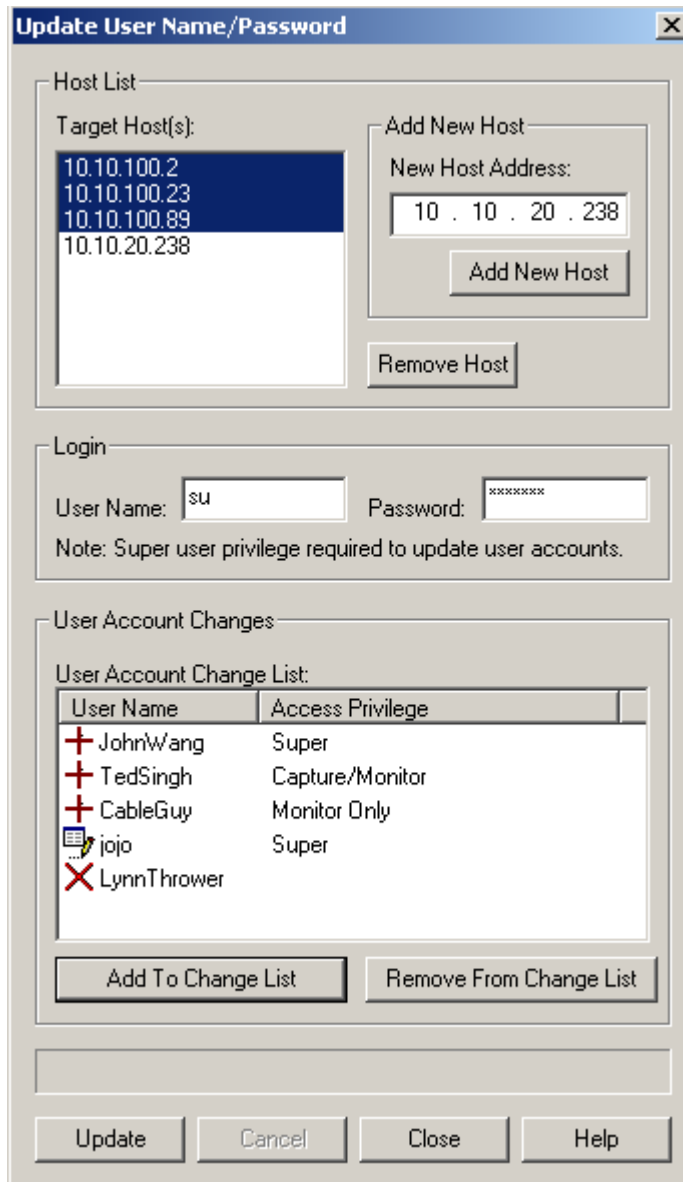 Update User Name/Password
Host List
Target Host(s):
10.10.100.2
10.10.100.23
10.10.100.89
10.10.20.238
Add New Host
New Host Address:
10 . 10 . 20 . 238
Add New Host
Remove Host
Login
User Name: su Password: *******
Note: Super user privilege required to update user accounts.
User Account Changes
User Account Change List:
User Name Access Privilege
JohnWang Super
TedSingh Capture/Monitor
CableGuy Monitor Only
jojo Super
LynnThrower
Add To Change List Remove From Change List
Update Cancel Close Help